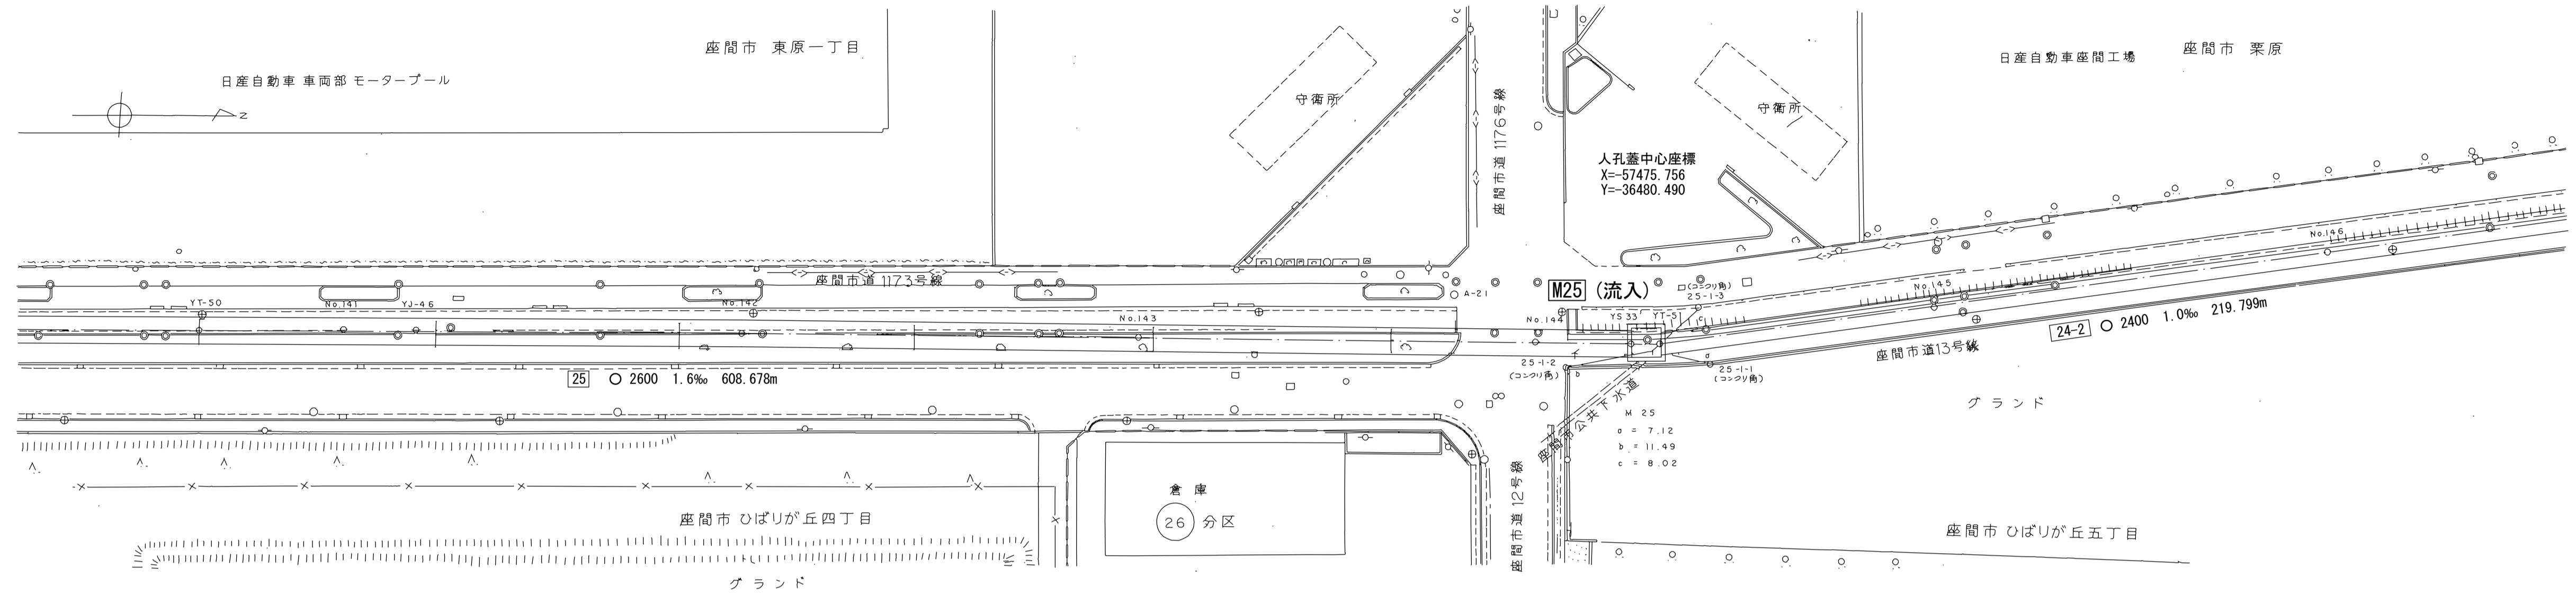 座間市 東原一丁目
日産自動車 車両部 モータープール
N
守衛所
座間市道 1176号線
守衛所
日産自動車座間工場
座間市 栗原
人孔蓋中心座標
X=-57475.756
Y=-36480.490
座間市道 1173号線
YT-50
No.141
YJ-46
No.142
No.143
A-21
M25 (流入)
(コンクリ角)
25-1-3
No.144
YS 33
YT-51
c
No.145
No.146
25 ○ 2600 1.6‰ 608.678m
25-1-2
(コンクリ角)
b
a
25-1-1
(コンクリ角)
座間市道13号線
24-2 ○ 2400 1.0‰ 219.799m
座間市公共下水道
M 25
a = 7.12
b = 11.49
c = 8.02
グランド
倉庫
26 分区
座間市道 12号線
座間市 ひばりが丘四丁目
座間市 ひばりが丘五丁目
グランド